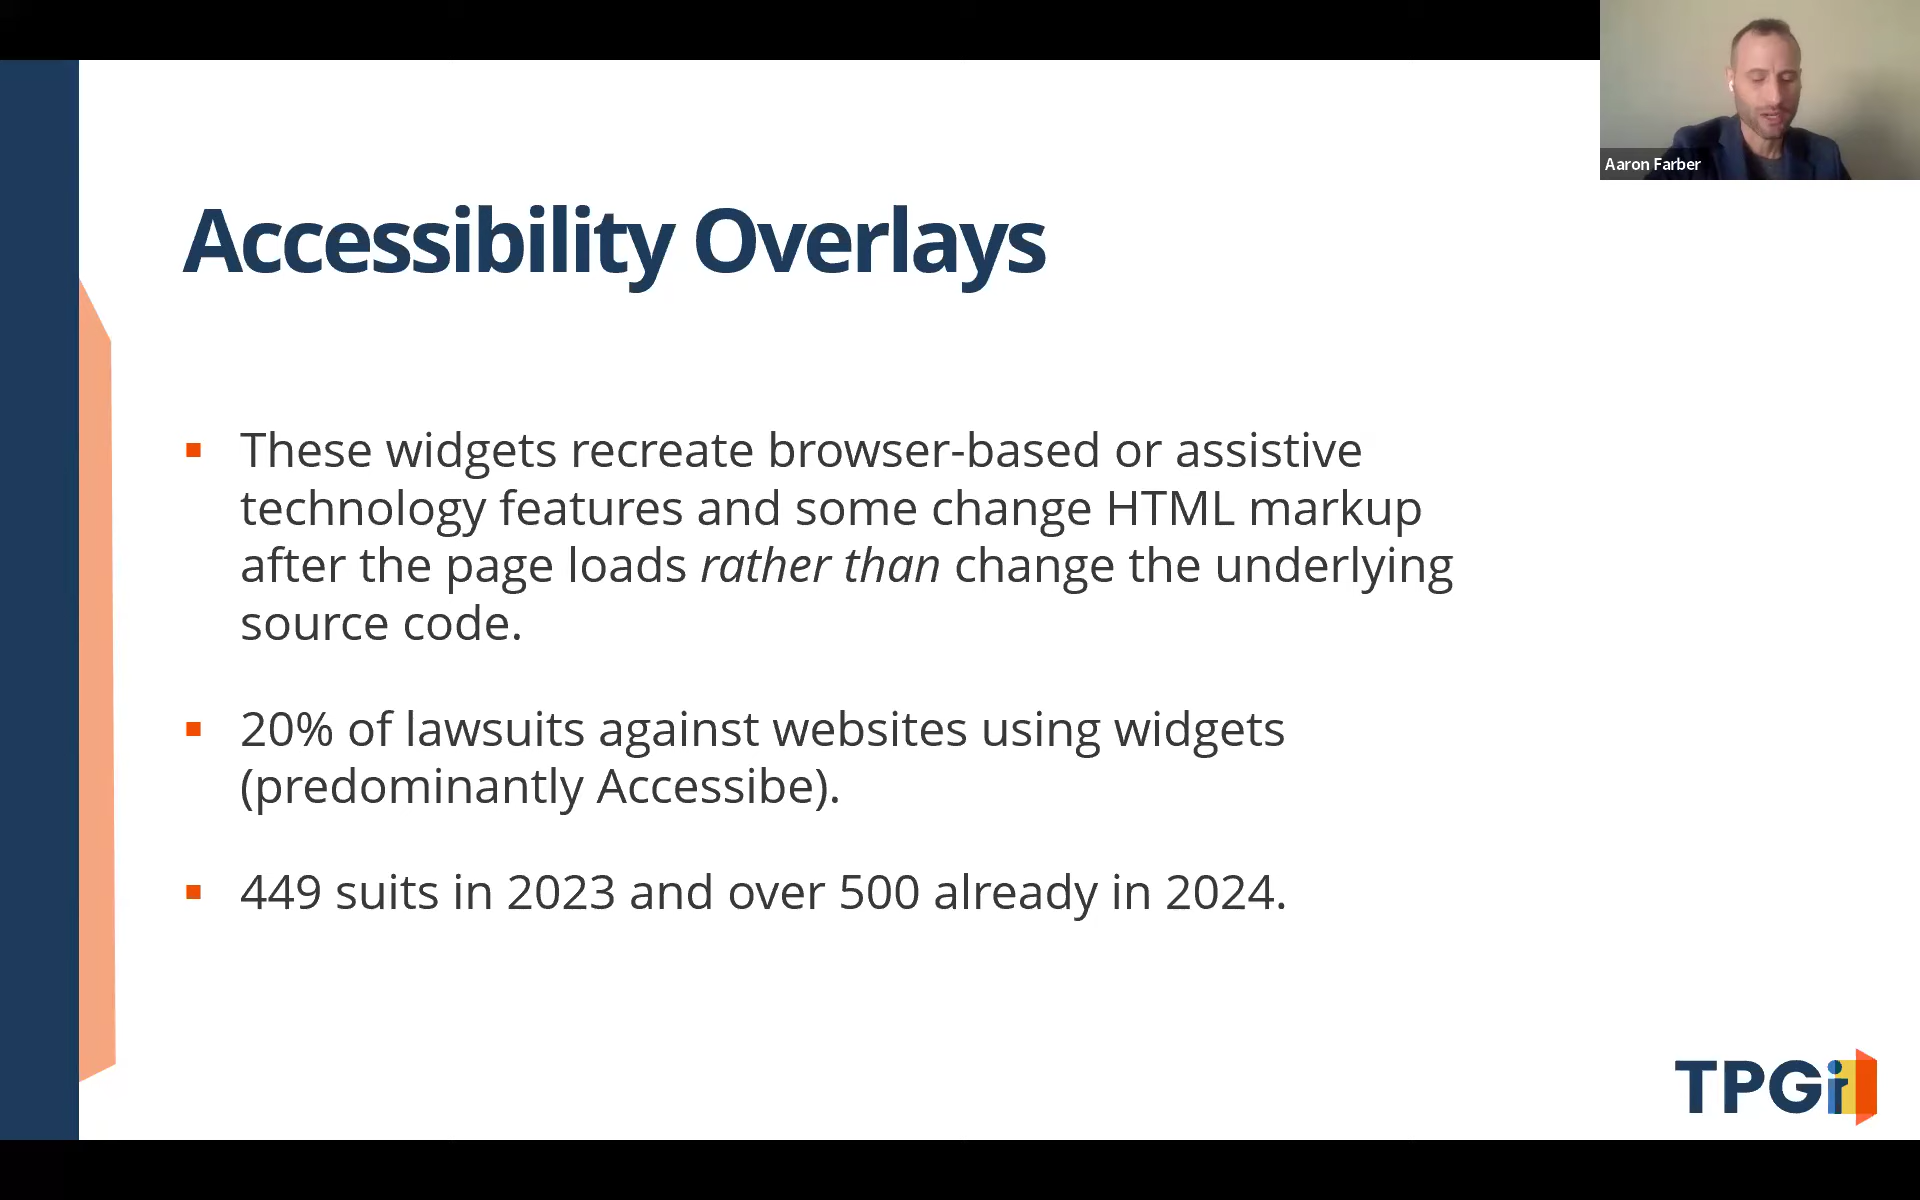 Aaron Farber
Accessibility Overlays
These widgets recreate browser-based or assistive
technology features and some change HTML markup
after the page loads rather than change the underlying
source code.
20% of lawsuits against websites using widgets
(predominantly Accessibe).
449 suits in 2023 and over 500 already in 2024.
TPGi